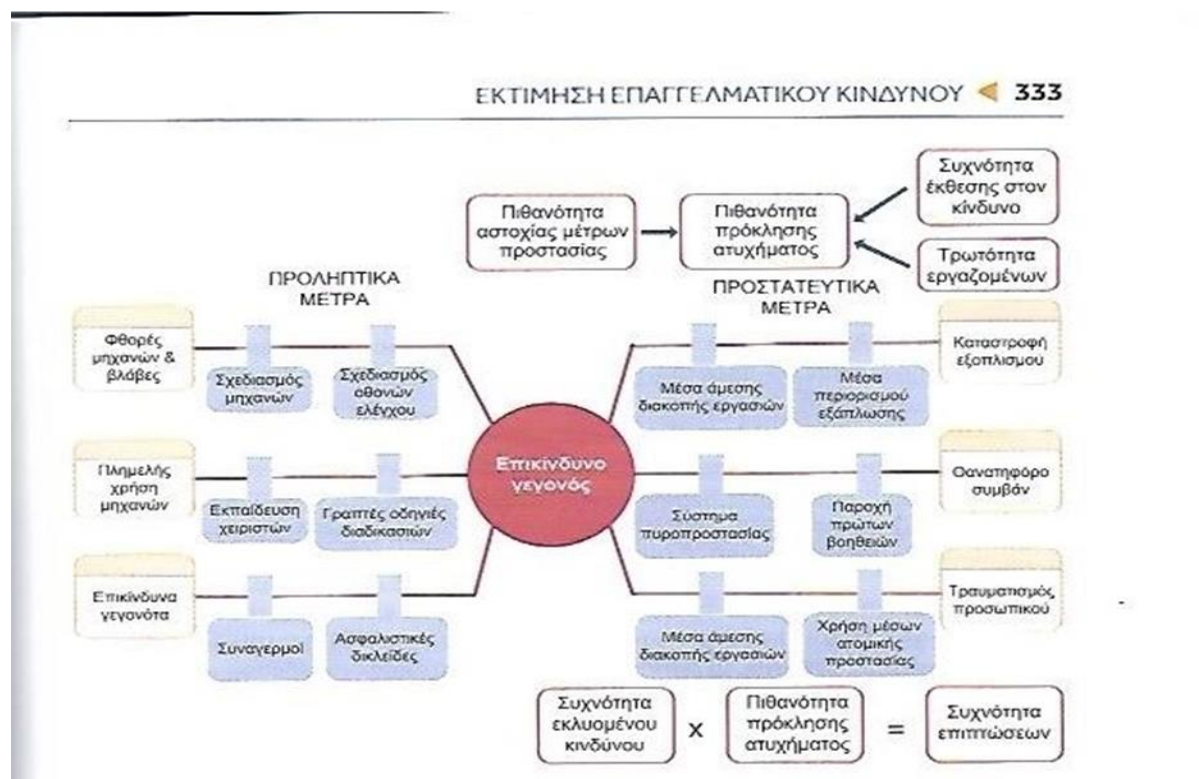 ΕΚΤΙΜΗΣΗ ΕΠΑΓΓΕΛΜΑΤΙΚΟΥ ΚΙΝΔΥΝΟΥ ◀ 333
Πιθανότητα
αστοχίας μέτρων
προστασίας
Πιθανότητα
πρόκλησης
ατυχήματος
Συχνότητα
έκθεσης στον
κίνδυνο
Τρωτότητα
εργαζομένων
ΠΡΟΛΗΠΤΙΚΑ
ΜΕΤΡΑ
ΠΡΟΣΤΑΤΕΥΤΙΚΑ
ΜΕΤΡΑ
Φθορές
μηχανών &
βλάβες
Σχεδιασμός
μηχανών
Σχεδιασμός
οθονών
ελέγχου
Μέσα άμεσης
διακοπής εργασιών
Μέσα
περιορισμού
εξάπλωσης
Καταστροφή
εξοπλισμού
Πλημελής
χρήση
μηχανών
Εκπαίδευση
χειριστών
Γραπτές οδηγιές
διαδικασιών
Επικίνδυνο
γεγονός
Σύστημα
πυροπροστασίας
Παροχή
πρώτων
βοηθειών
Θανατηφόρο
συμβάν
Επικίνδυνα
γεγονότα
Συναγερμοί
Ασφαλιστικές
δικλείδες
Μέσα άμεσης
διακοπής εργασιών
Χρήση μέσων
ατομικής
προστασίας
Τραυματισμός
προσωπικού
Συχνότητα
εκλυομένου
κινδύνου
x
Πιθανότητα
πρόκλησης
ατυχήματος
=
Συχνότητα
επιπτώσεων